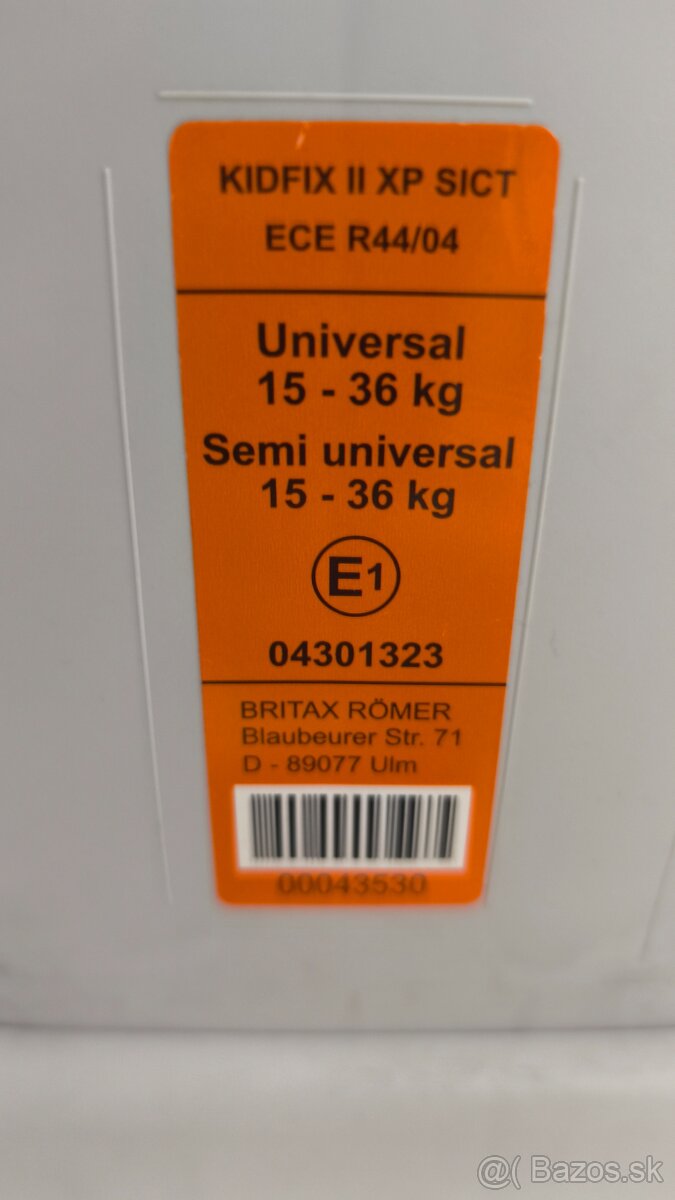 KIDFIX II XP SICT
ECE R44/04
Universal
15 - 36 kg
Semi universal
15 - 36 kg
E1
04301323
BRITAX RÖMER
Blaubeurer Str. 71
D - 89077 Ulm
00043530
@( Bazos.sk